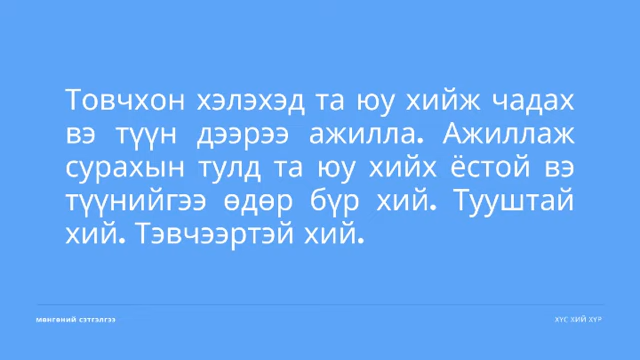 Товчхон хэлэхэд та юу хийж чадах
вэ түүн дээрээ ажилла. Ажиллаж
сурахын тулд та юу хийх ёстой вэ
түүнийгээ өдөр бүр хий. Тууштай
хий. Тэвчээртэй хий.
МӨНГӨНИЙ СЭТГЭЛГЭЭ
ХҮС ХИЙ ХҮР